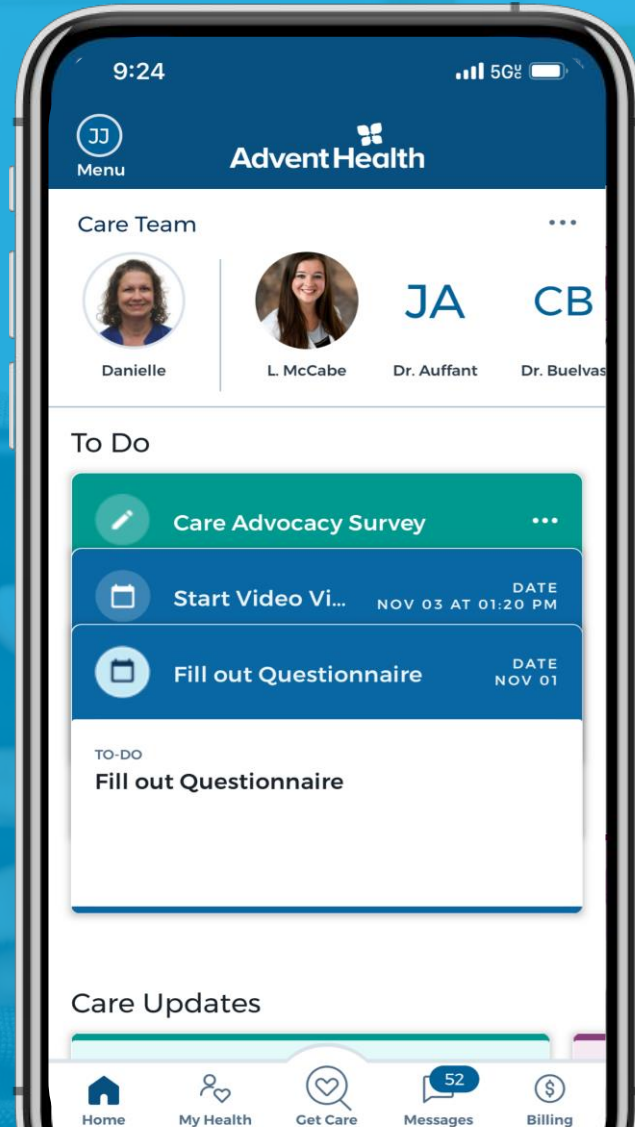 9:24
5G
JJ
Menu
AdventHealth
Care Team
JA
CB
Danielle
L. McCabe
Dr. Auffant
Dr. Buelvas
To Do
Care Advocacy Survey
Start Video Vi...
DATE
NOV 03 AT 01:20 PM
Fill out Questionnaire
DATE
NOV 01
TO-DO
Fill out Questionnaire
Care Updates
52
Home
My Health
Get Care
Messages
Billing